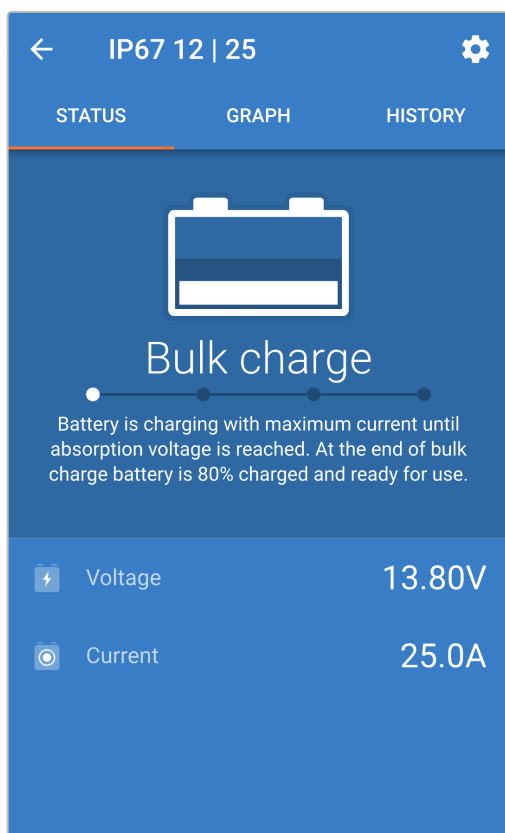 IP67 12 | 25
STATUS GRAPH HISTORY
Bulk charge
Battery is charging with maximum current until
absorption voltage is reached. At the end of bulk
charge battery is 80% charged and ready for use.
Voltage 13.80V
Current 25.0A